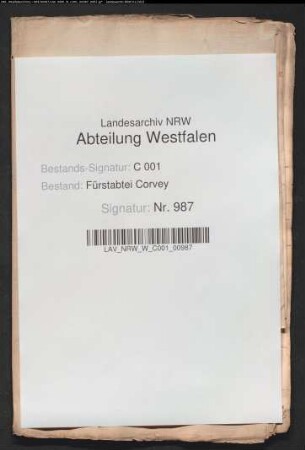 Landesarchiv NRW
Abteilung Westfalen
Bestands-Signatur: C 001
Bestand: Fürstabtei Corvey
Signatur: Nr. 987
LAV_NRW_W_C001_00987